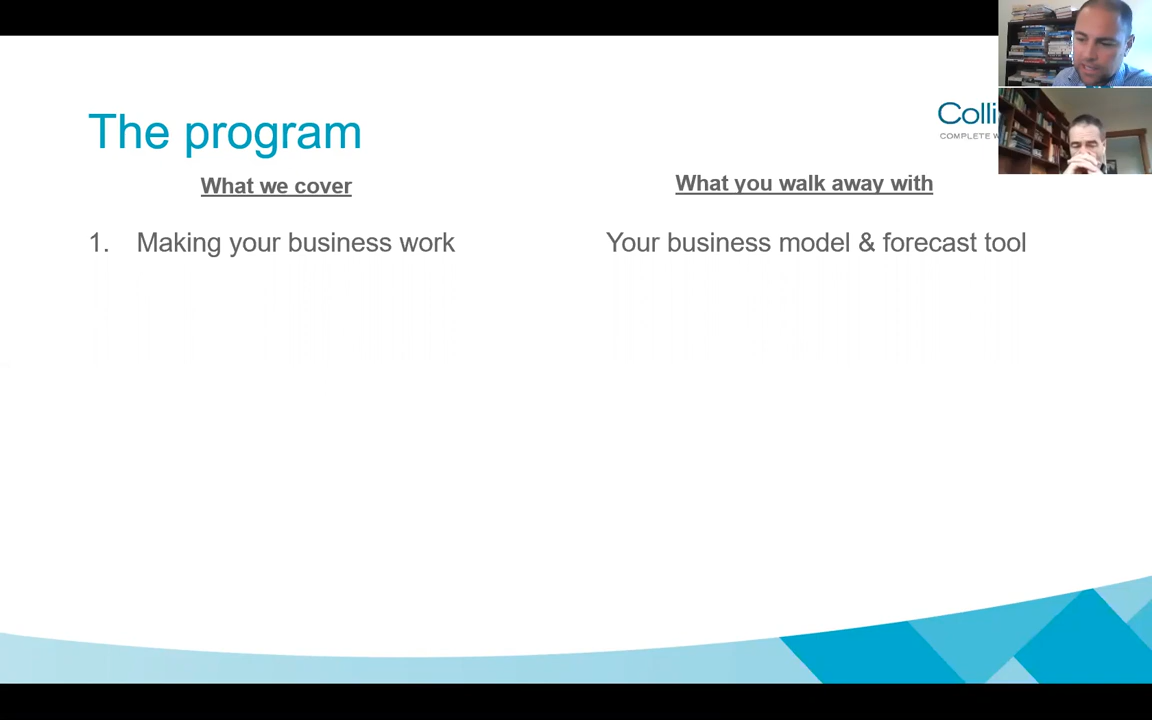 The program
Colli
COMPLETE
What we cover
What you walk away with
1. Making your business work
Your business model & forecast tool